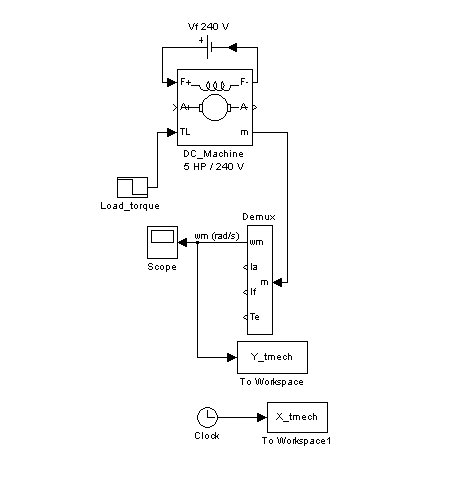 Vf 240 V
+
F+ F-
A+ A-
TL m
DC_Machine
5 HP / 240 V
Load_torque
Demux
wm (rad/s) wm
Scope
Ia
m
If
Te
Y_tmech
To Workspace
X_tmech
Clock
To Workspace1